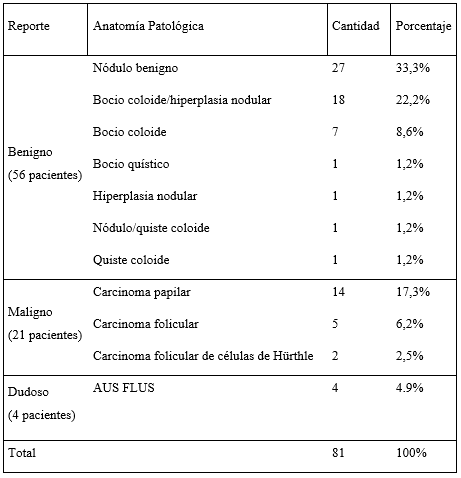 Reporte Anatomía Patológica Cantidad Porcentaje
Benigno
(56 pacientes)
Nódulo benigno 27 33,3%
Bocio coloide/hiperplasia nodular 18 22,2%
Bocio coloide 7 8,6%
Bocio quístico 1 1,2%
Hiperplasia nodular 1 1,2%
Nódulo/quiste coloide 1 1,2%
Quiste coloide 1 1,2%
Maligno
(21 pacientes)
Carcinoma papilar 14 17,3%
Carcinoma folicular 5 6,2%
Carcinoma folicular de células de Hürthle 2 2,5%
Dudoso
(4 pacientes)
AUS FLUS 4 4.9%
Total 81 100%